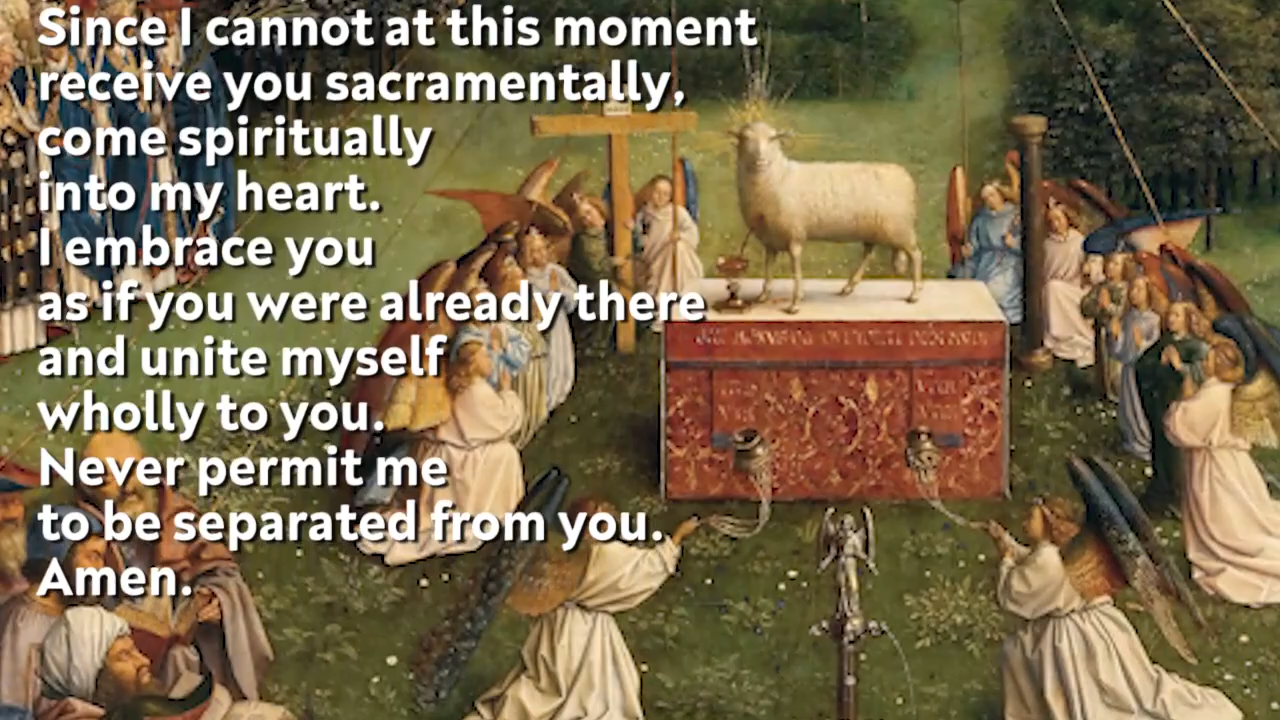 Since I cannot at this moment
receive you sacramentally,
come spiritually
into my heart.
I embrace you
as if you were already there
and unite myself
wholly to you.
Never permit me
to be separated from you.
Amen.